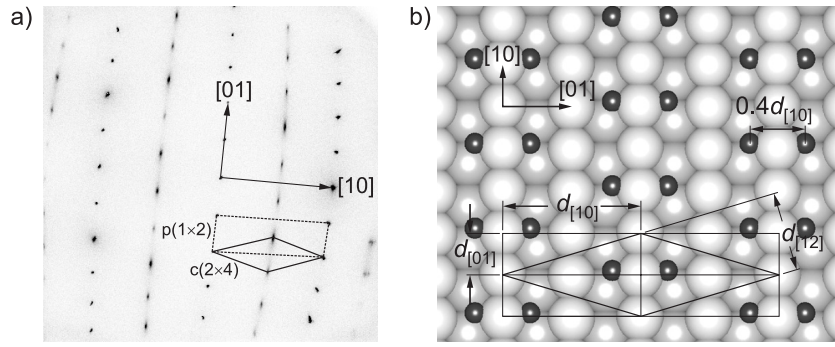 a)
[01]
[10]
p(1×2)
c(2×4)
b)
[10]
[01]
0.4d[10]
d[10]
d[01]
d[12]